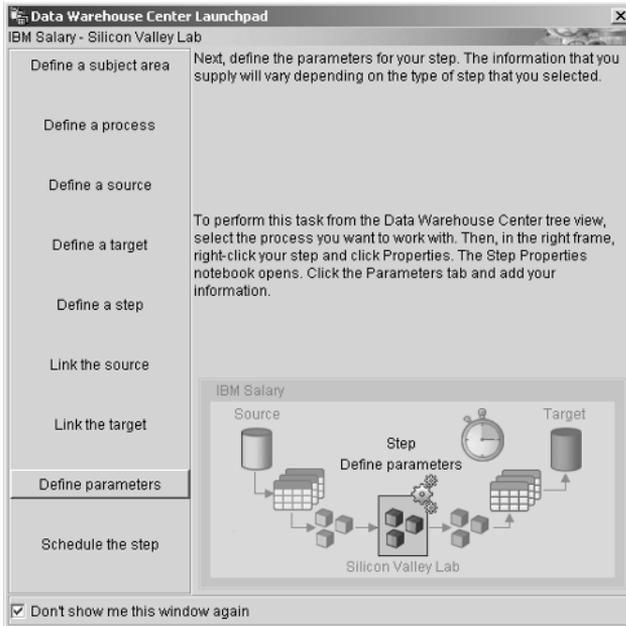 Data Warehouse Center Launchpad
IBM Salary - Silicon Valley Lab
Define a subject area
Define a process
Define a source
Define a target
Define a step
Link the source
Link the target
Define parameters
Schedule the step
Next, define the parameters for your step. The information that you
supply will vary depending on the type of step that you selected.
To perform this task from the Data Warehouse Center tree view,
select the process you want to work with. Then, in the right frame,
right-click your step and click Properties. The Step Properties
notebook opens. Click the Parameters tab and add your
information.
IBM Salary
Source
Target
Step
Define parameters
Silicon Valley Lab
Don't show me this window again